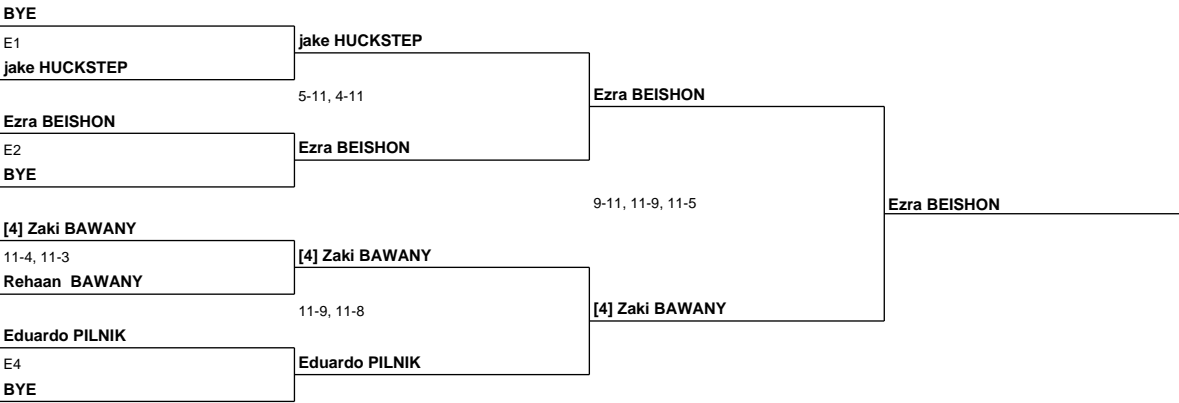 BYE
E1
jake HUCKSTEP
jake HUCKSTEP
5-11, 4-11
Ezra BEISHON
Ezra BEISHON
E2
Ezra BEISHON
BYE
9-11, 11-9, 11-5
Ezra BEISHON
[4] Zaki BAWANY
11-4, 11-3
[4] Zaki BAWANY
Rehaan BAWANY
11-9, 11-8
[4] Zaki BAWANY
Eduardo PILNIK
E4
Eduardo PILNIK
BYE